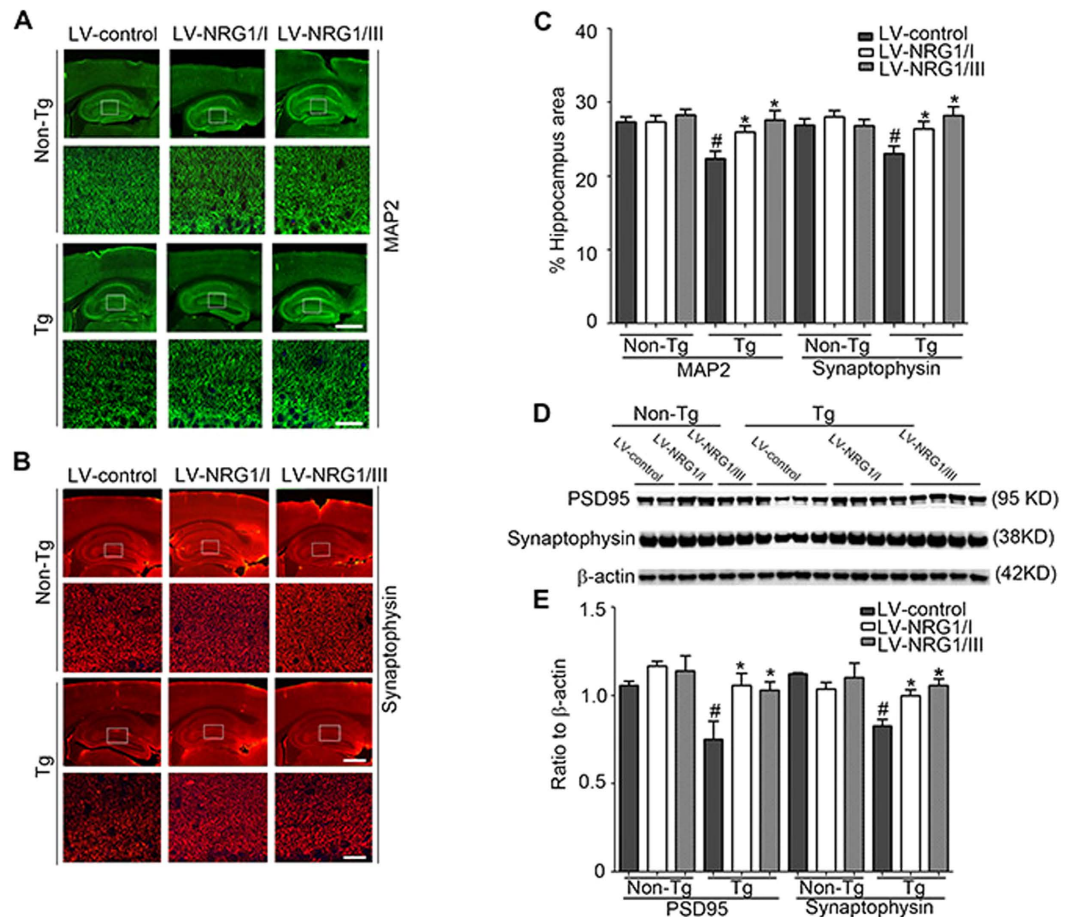 A
LV-control LV-NRG1/I LV-NRG1/III
Non-Tg
Tg
MAP2
B
LV-control LV-NRG1/I LV-NRG1/III
Non-Tg
Tg
Synaptophysin
C
LV-control
LV-NRG1/I
LV-NRG1/III
% Hippocampus area
40
30
20
10
0
# * * # * *
Non-Tg Tg Non-Tg Tg
MAP2 Synaptophysin
D
Non-Tg Tg
LV-control LV-NRG1/I LV-NRG1/III LV-control LV-NRG1/I LV-NRG1/III
PSD95 (95 KD)
Synaptophysin (38KD)
β-actin (42KD)
E
LV-control
LV-NRG1/I
LV-NRG1/III
Ratio to β-actin
1.5
1.0
0.5
0
# * * # * *
Non-Tg Tg Non-Tg Tg
PSD95 Synaptophysin